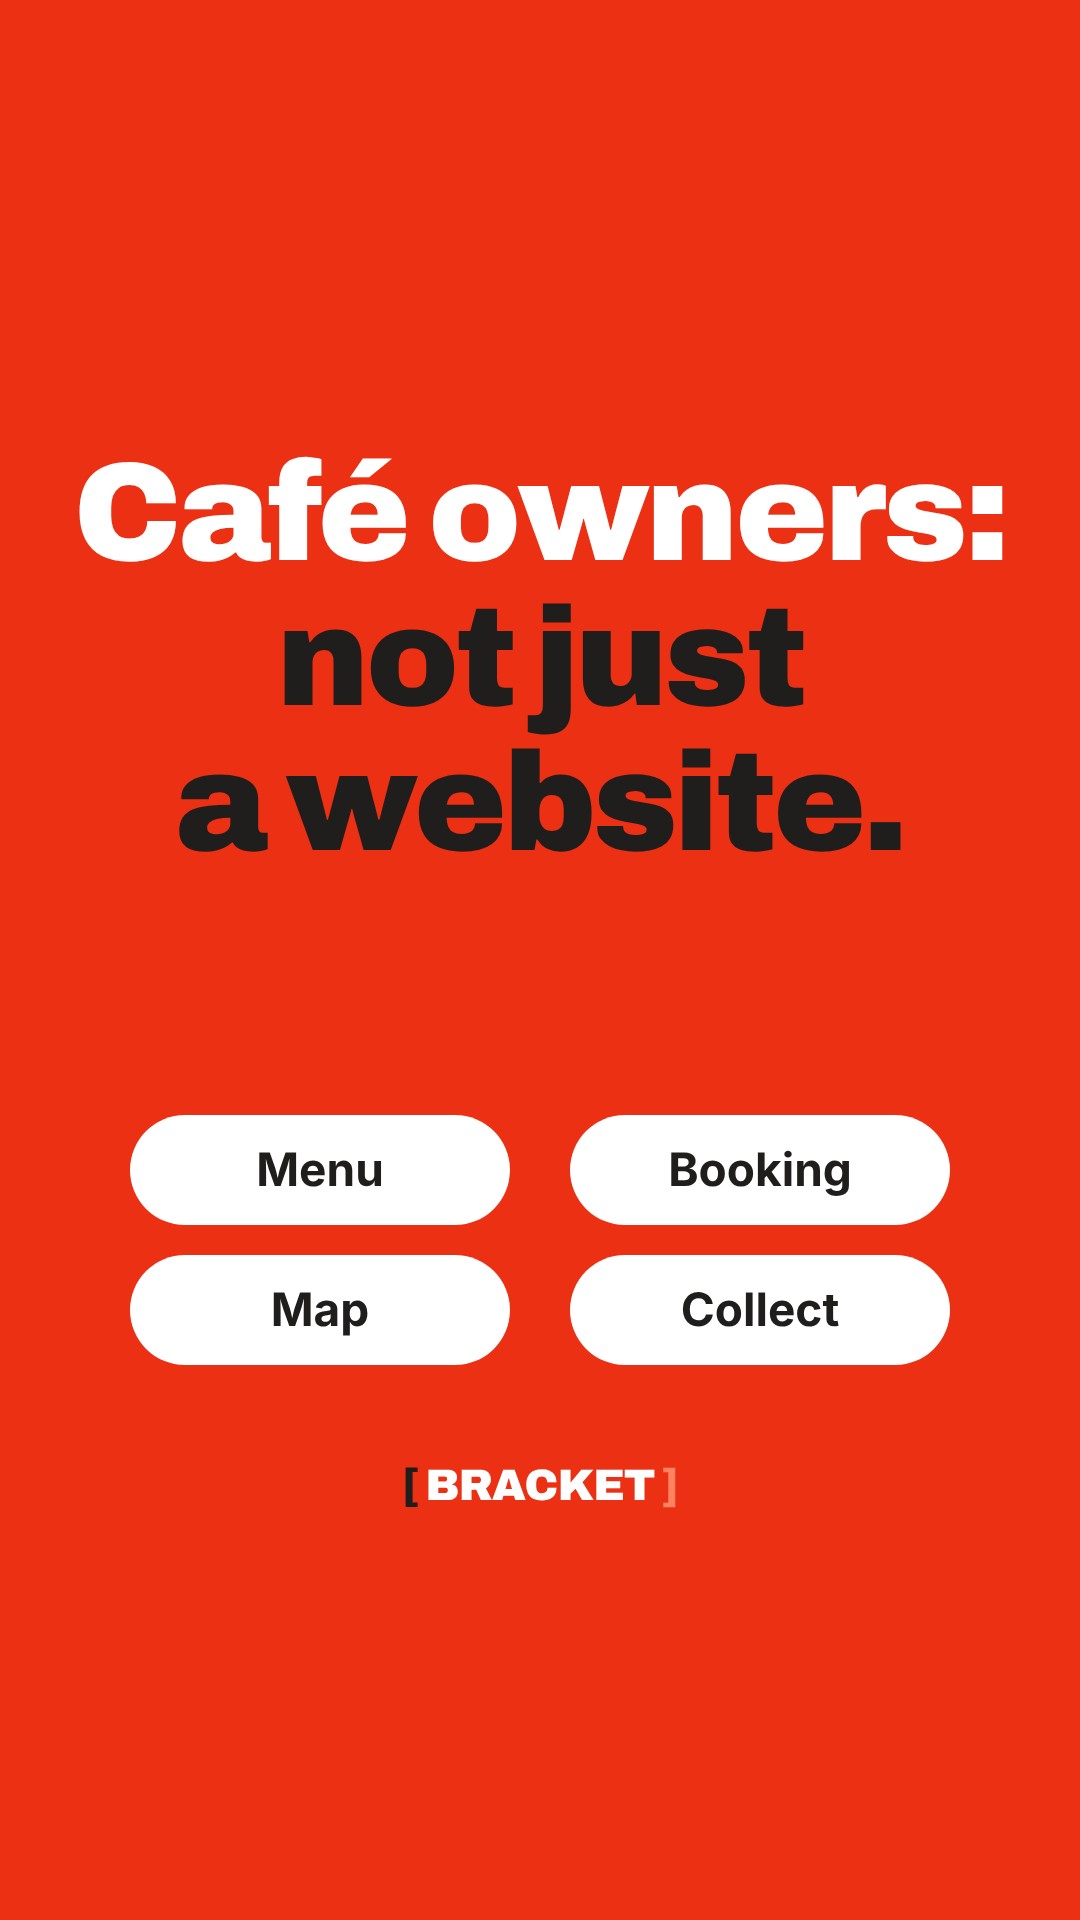 Café owners:
not just
a website.
Menu
Booking
Map
Collect
[ BRACKET ]